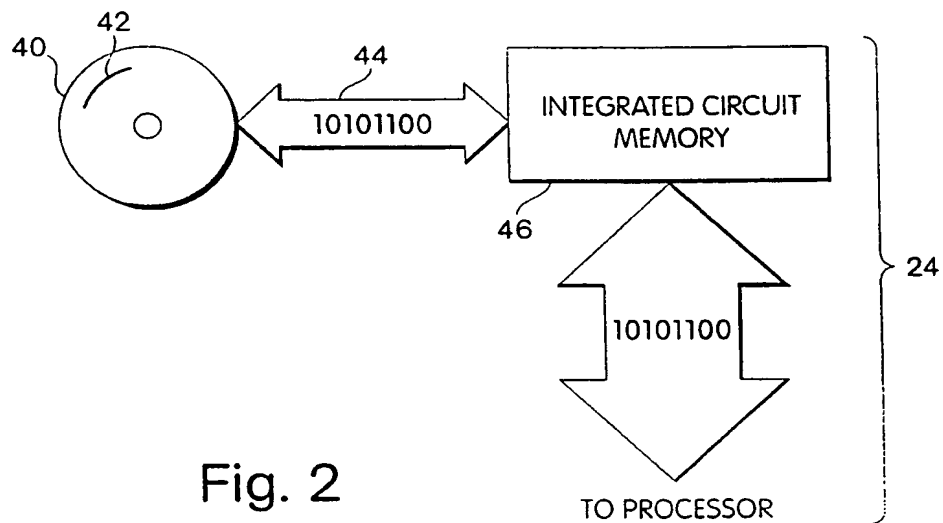 42
40
44
10101100
INTEGRATED CIRCUIT
MEMORY
46
24
10101100
Fig. 2
TO PROCESSOR